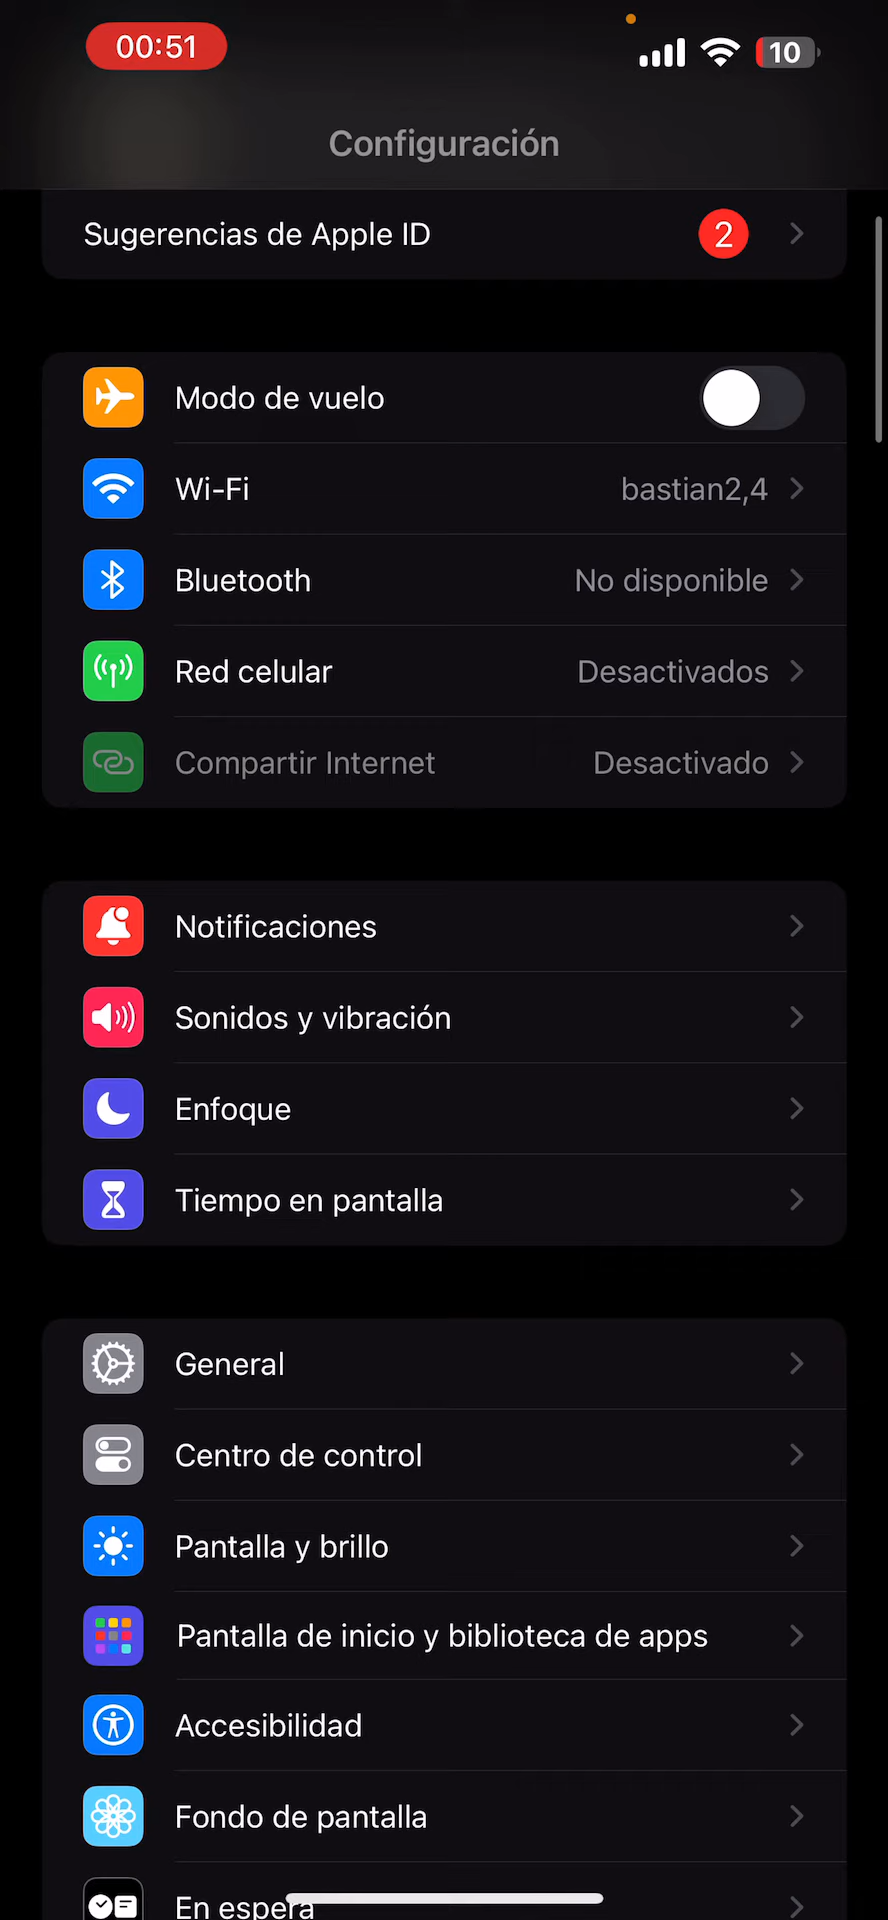 00:51
10
Configuración
Sugerencias de Apple ID 2
Modo de vuelo
Wi-Fi bastian2,4
Bluetooth No disponible
Red celular Desactivados
Compartir Internet Desactivado
Notificaciones
Sonidos y vibración
Enfoque
Tiempo en pantalla
General
Centro de control
Pantalla y brillo
Pantalla de inicio y biblioteca de apps
Accesibilidad
Fondo de pantalla
En espera